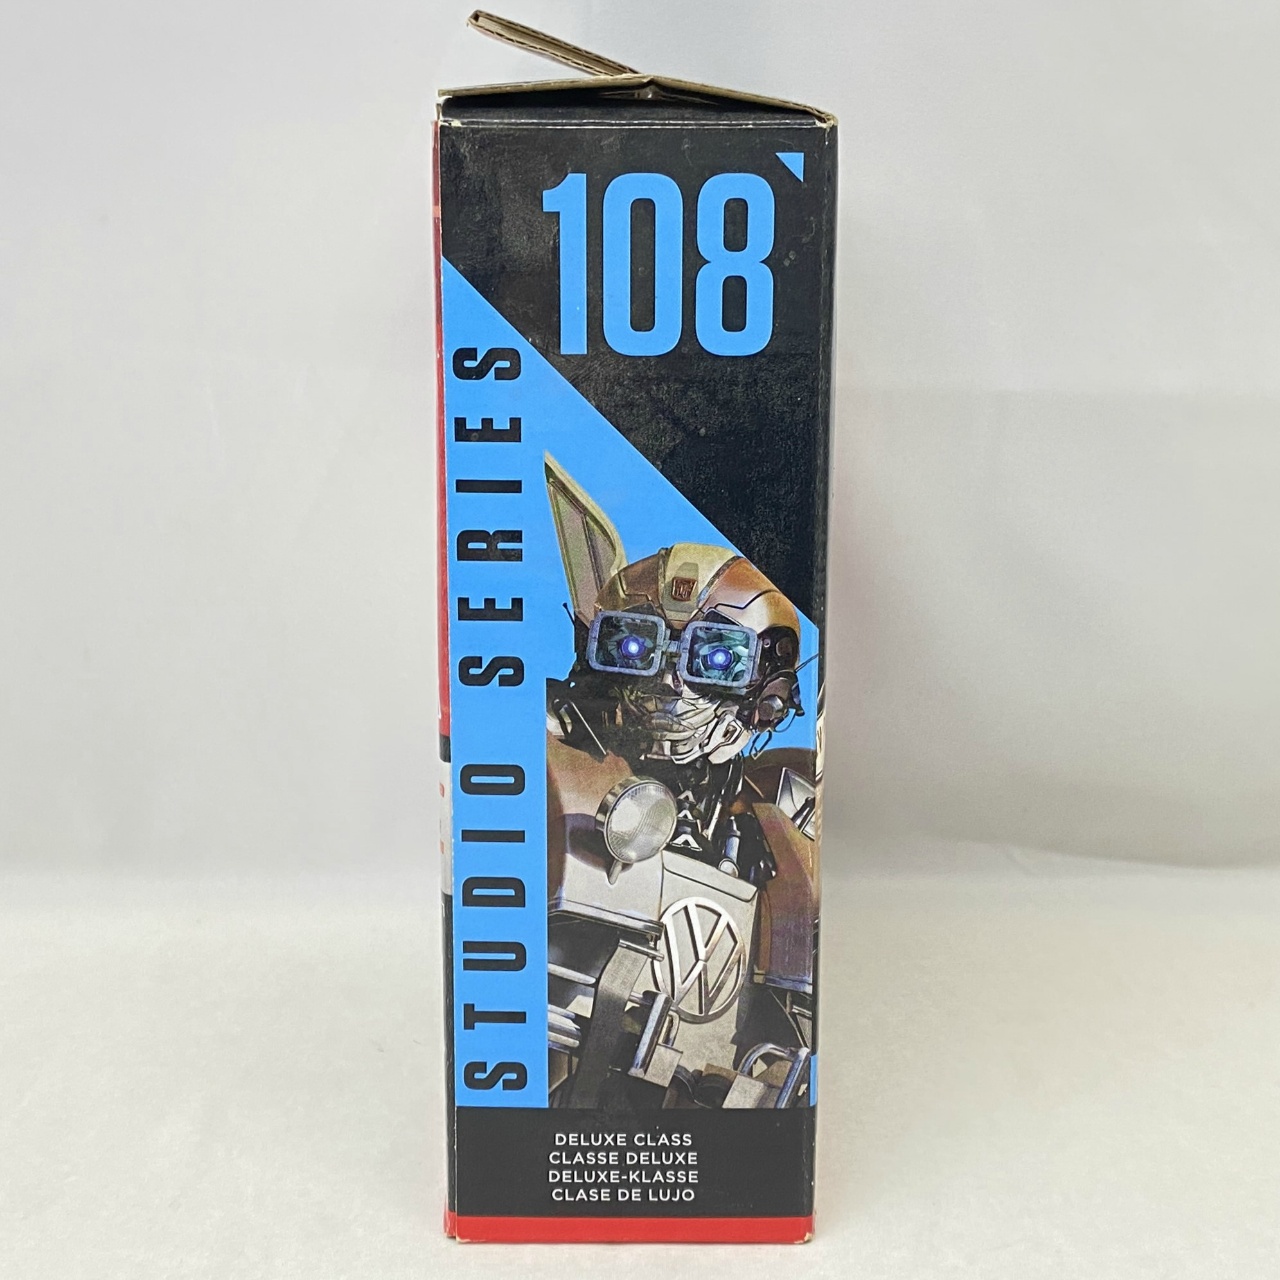 108
STUDIO SERIES
DELUXE CLASS
CLASSE DELUXE
DELUXE-KLASSE
CLASE DE LUJO